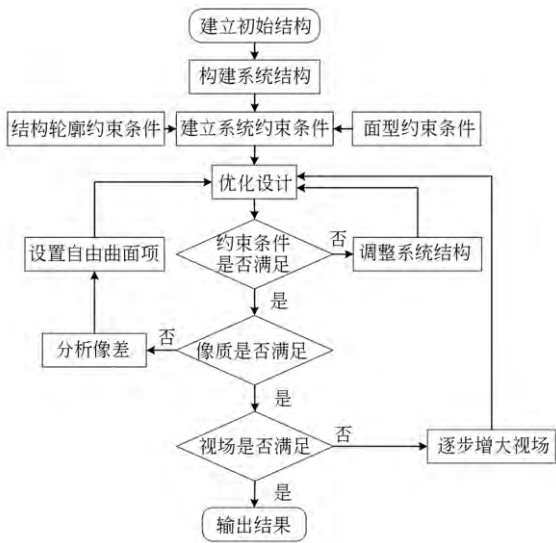 建立初始结构
构建系统结构
结构轮廓约束条件
建立系统约束条件
面型约束条件
优化设计
设置自由曲面项
约束条件
是否满足
否
调整系统结构
是
分析像差
否
像质是否满足
是
视场是否满足
否
逐步增大视场
是
输出结果